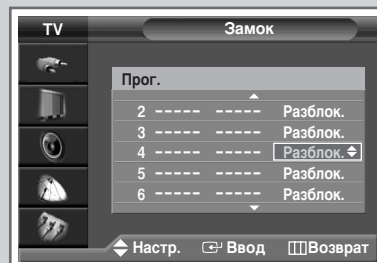 TV Замок
Прог.
2 ----- ----- Разблок.
3 ----- ----- Разблок.
4 ----- ----- Разблок.
5 ----- ----- Разблок.
6 ----- ----- Разблок.
Настр. Ввод Возврат